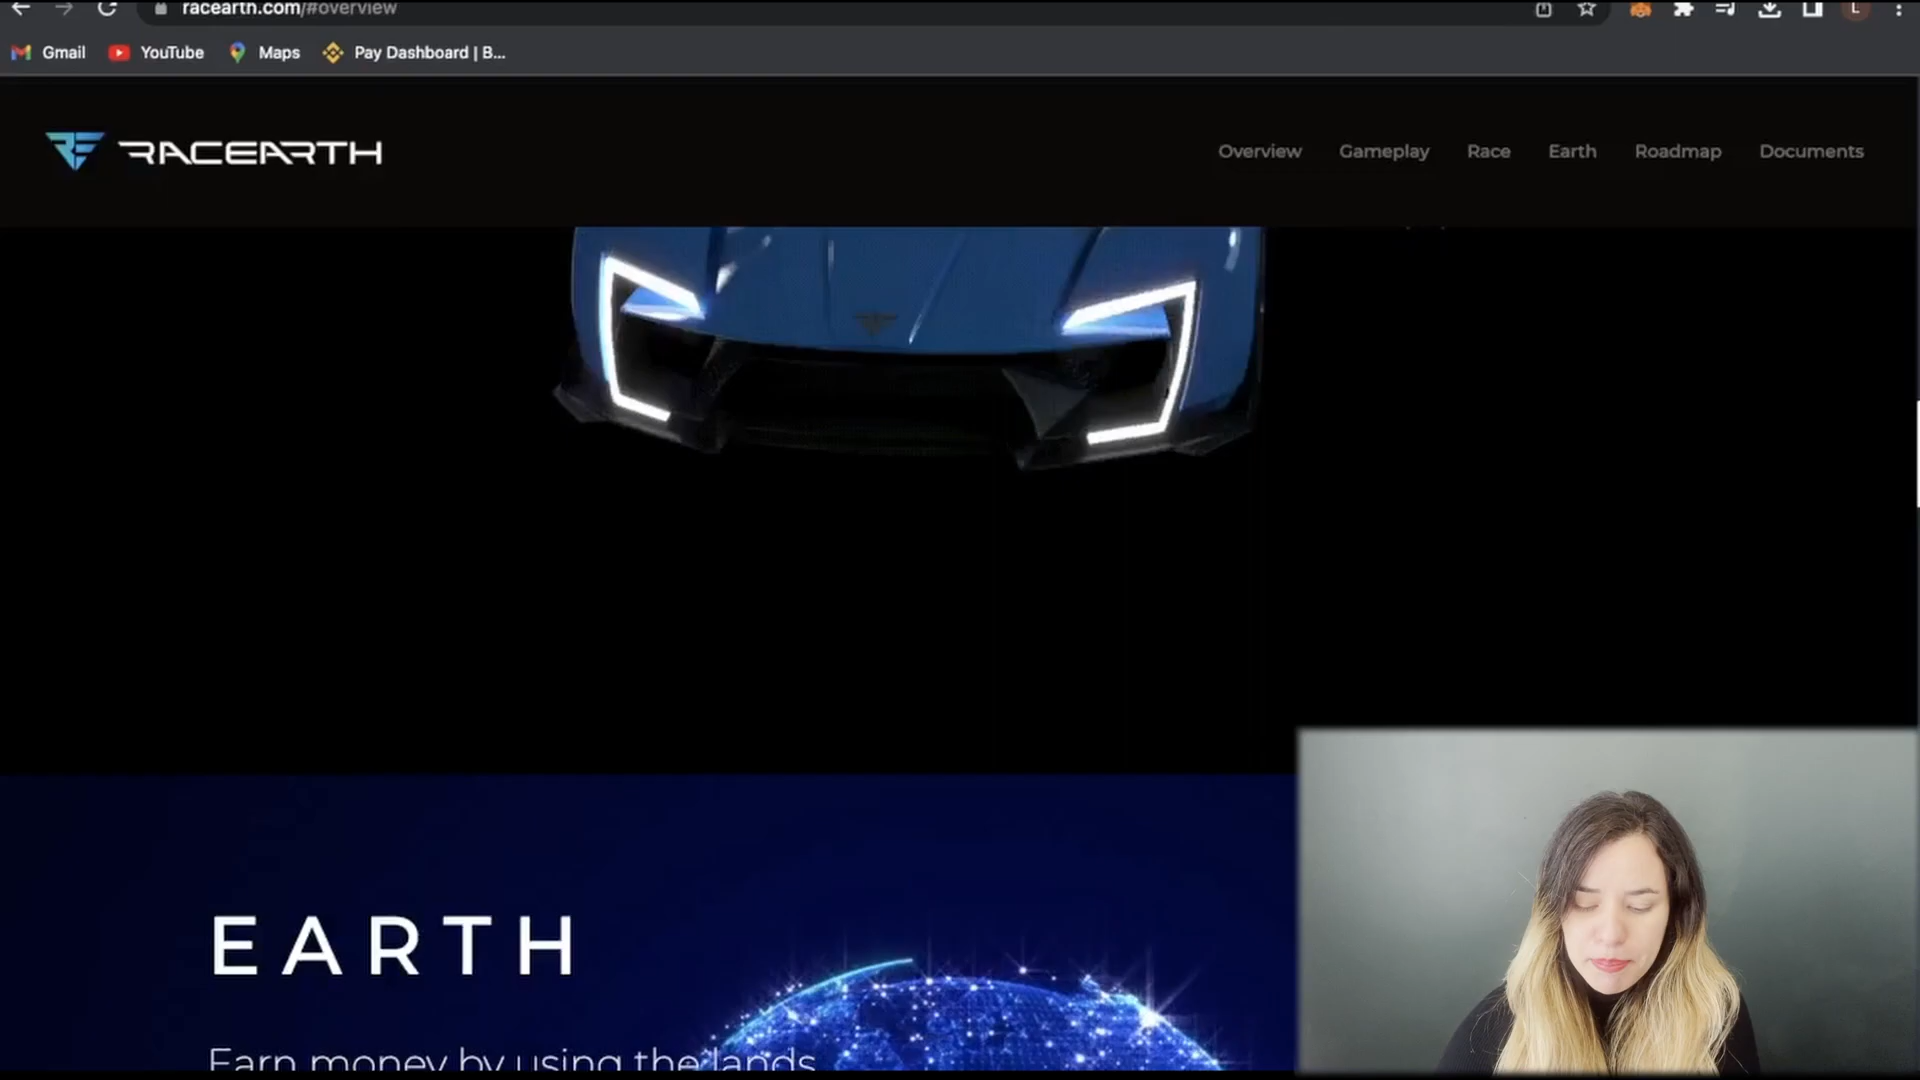 racearth.com/#overview
L
Gmail YouTube Maps Pay Dashboard | B...
RE RACEARTH Overview Gameplay Race Earth Roadmap Documents
EARTH
Earn money by using the lands